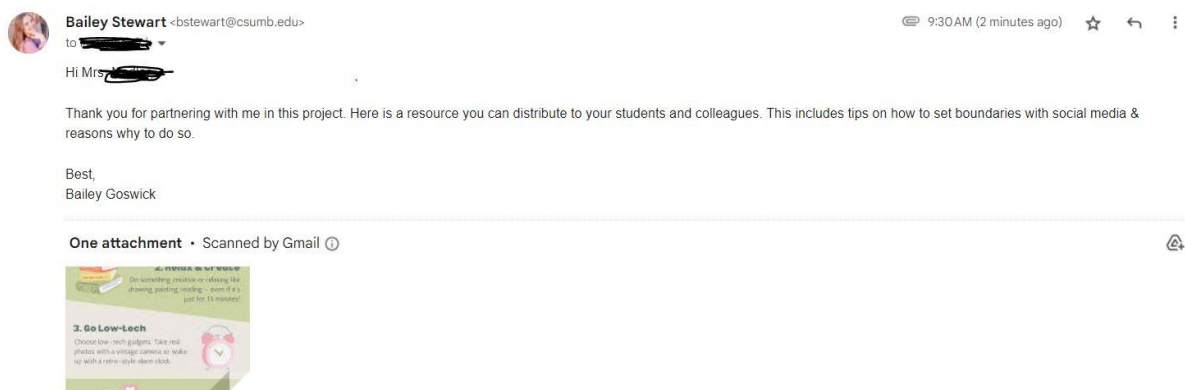 Bailey Stewart <bstewart@csumb.edu>
9:30 AM (2 minutes ago)
to
Hi Mrs
Thank you for partnering with me in this project. Here is a resource you can distribute to your students and colleagues. This includes tips on how to set boundaries with social media &
reasons why to do so.
Best,
Bailey Goswick
One attachment • Scanned by Gmail
2. Relax & Create
Do something creative or relaxing like
drawing, painting, reading - even if it's
just for 15 minutes!
3. Go Low-tech
Choose low-tech gadgets. Take real
photos with a vintage camera or wake
up with a retro-style alarm clock.